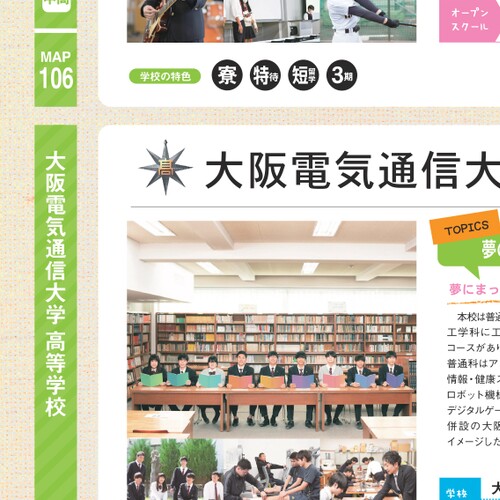 オープン
スクール
MAP
106
学校の特色
寮 特待 短留学 3期
大阪電気通信大学高等学校
高
大阪電気通信大
TOPICS
夢
夢にまっ
本校は普通
工学科に工
コースがあり
普通科はア
情報・健康ス
ロボット機械
デジタルゲー
併設の大阪
イメージした
学校